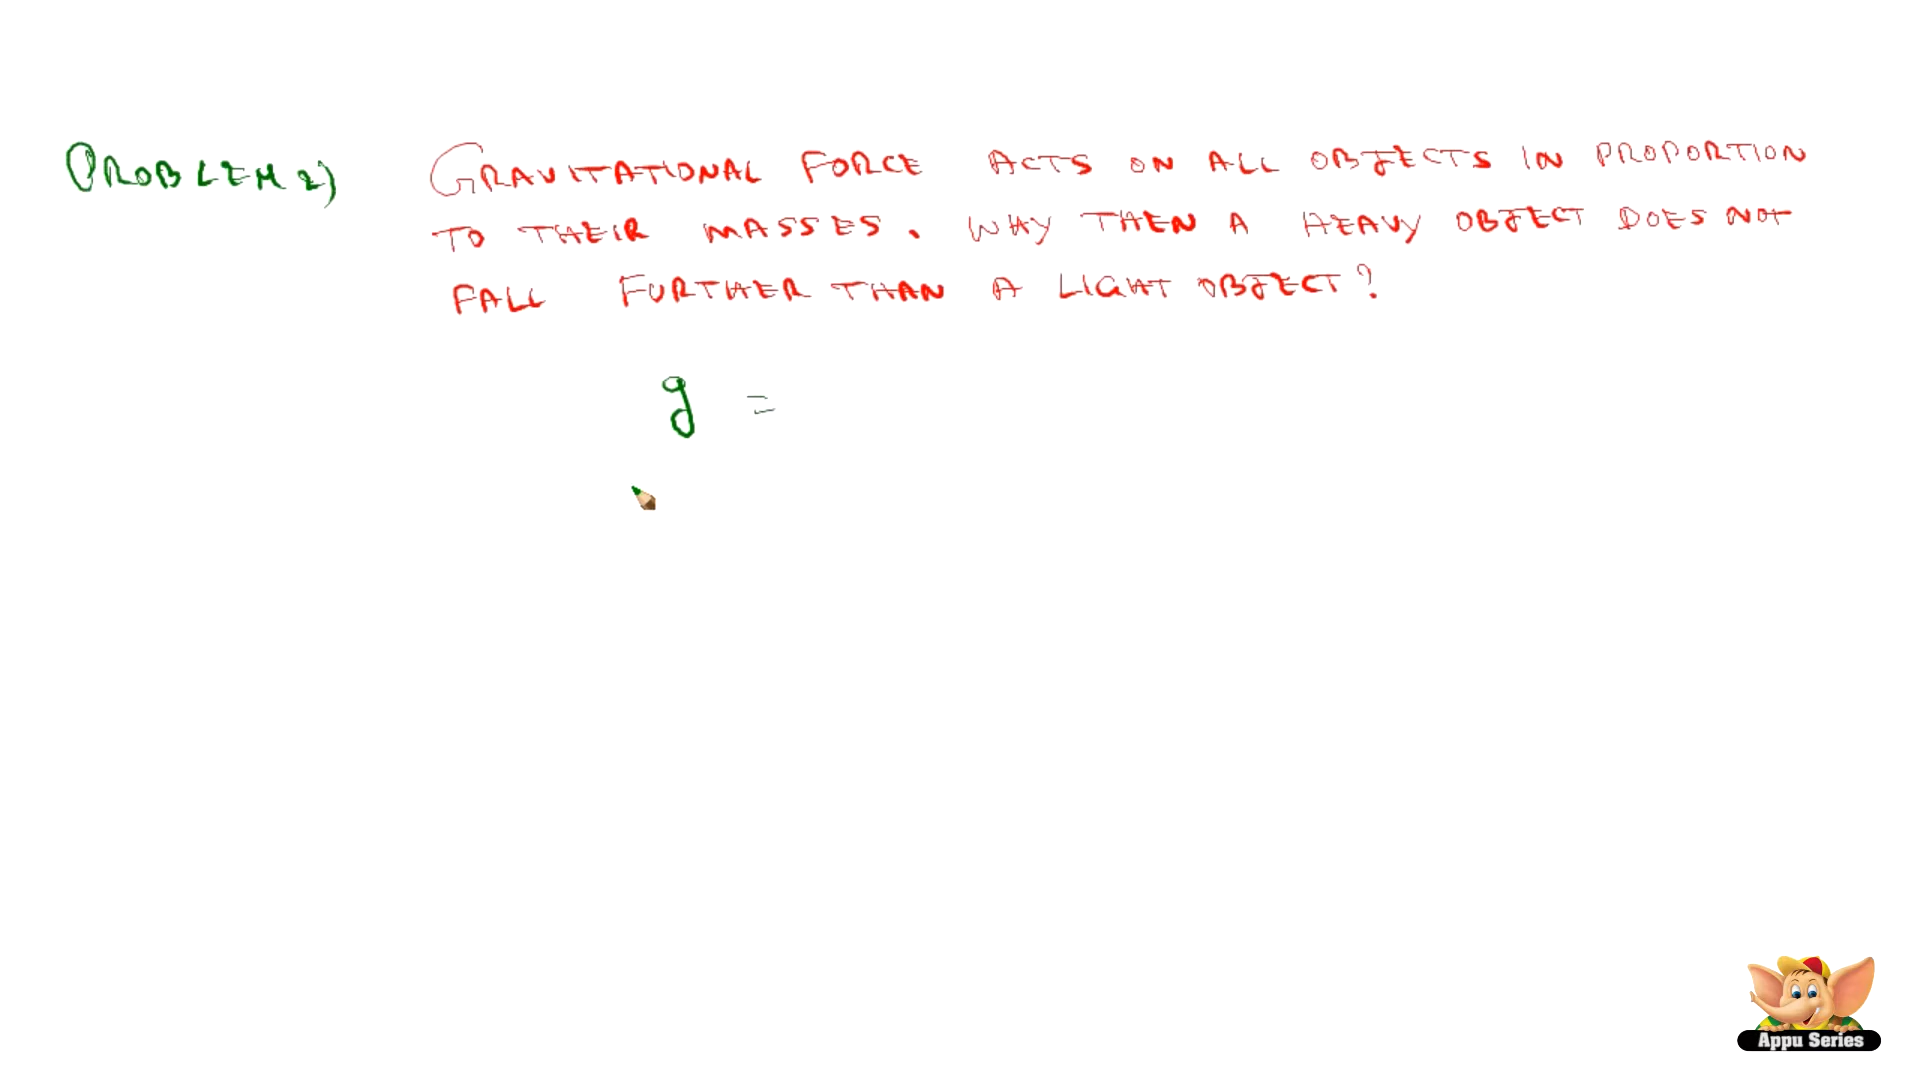 PROBLEM 2) GRAVITATIONAL FORCE ACTS ON ALL OBJECTS IN PROPORTION
TO THEIR MASSES. WHY THEN A HEAVY OBJECT DOES NOT
FALL FURTHER THAN A LIGHT OBJECT?
g =
Appu Series